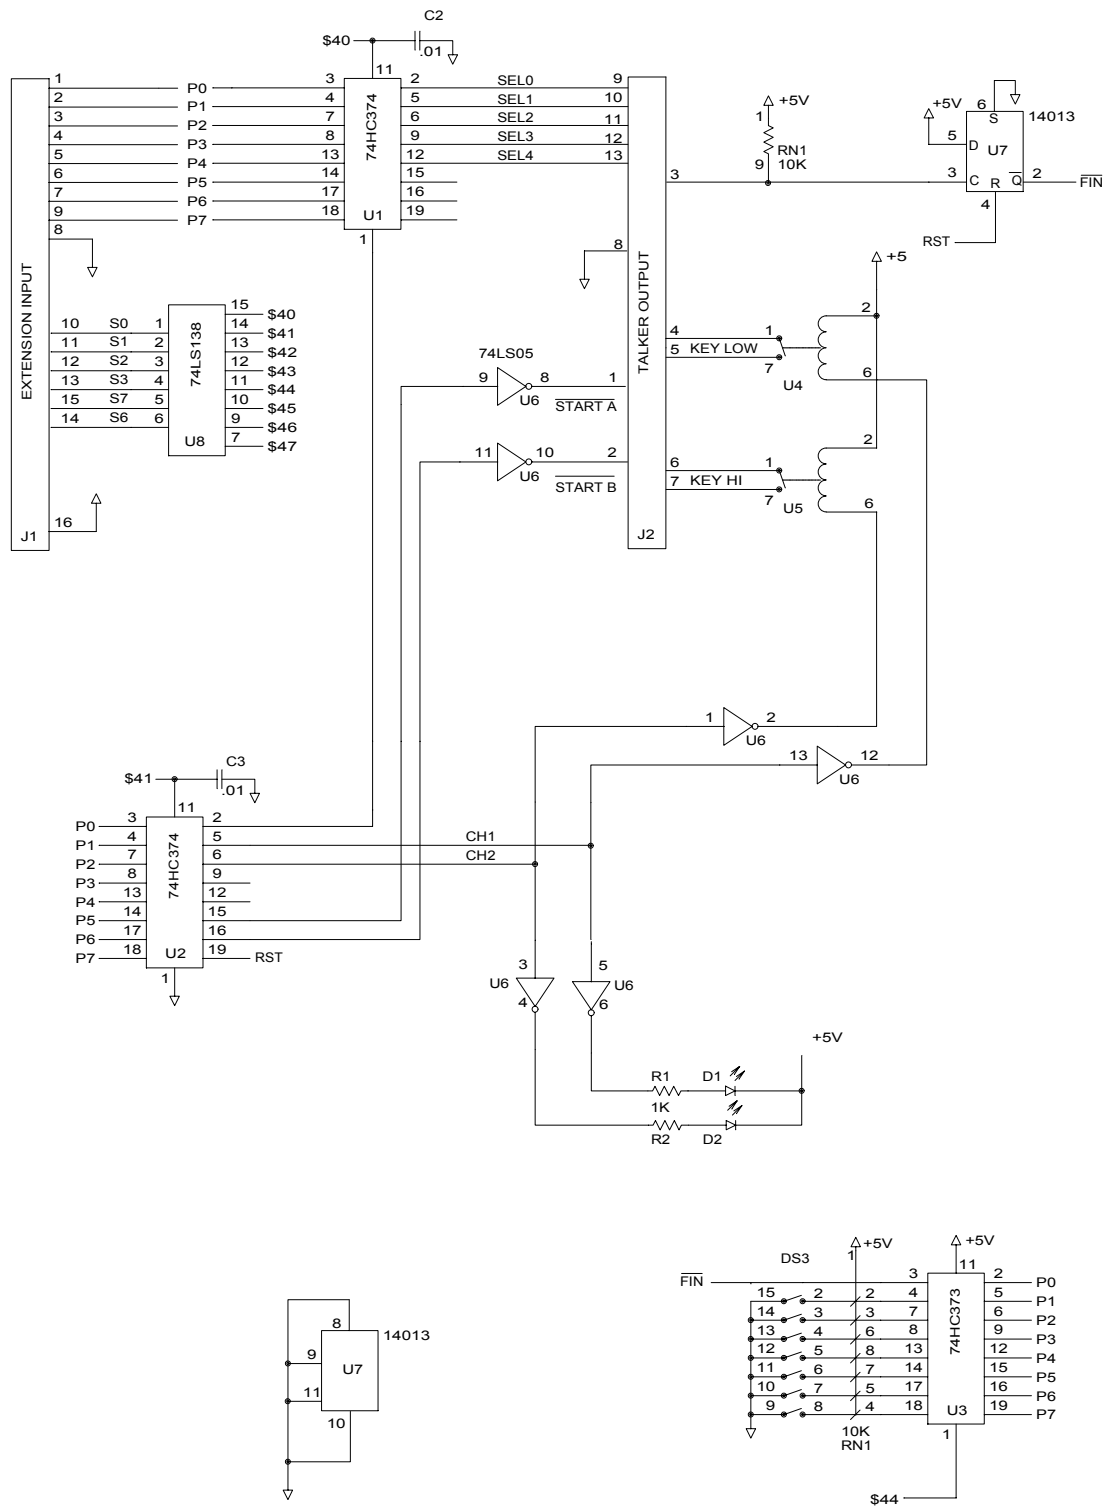 C2
$40
.01
11
1 P0 3 2 SEL0 9
2 P1 4 5 SEL1 10
3 P2 7 6 SEL2 11
4 P3 8 9 SEL3 12
5 P4 13 12 SEL4 13
6 P5 14 15
7 P6 17 16
9 P7 18 19
8
74HC374
U1
1
+5V
1
RN1
10K
9
3
+5V
6
S
14013
5 D U7
3 C R Q 2 FIN
4
RST
8
EXTENSION INPUT
TALKER OUTPUT
+5
10 S0 1 15 $40
11 S1 2 14 $41
12 S2 3 13 $42
13 S3 4 12 $43
15 S7 5 11 $44
14 S6 6 10 $45
9 $46
7 $47
74LS138
U8
2
4 1
5 KEY LOW
7 U4
6
74LS05
9 8 1
U6 START A
11 10 2
U6 START B
2
6 1
7 KEY HI
7 U5
6
16
J1
J2
1 2
U6
13 12
U6
C3
$41
.01
11
P0 3 2
P1 4 5 CH1
P2 7 6 CH2
P3 8 9
P4 13 12
P5 14 15
P6 17 16
P7 18 19 RST
74HC374
U2
1
3 5
U6 4 6 U6
+5V
R1 D1
1K
R2 D2
DS3
1 +5V
+5V
11
FIN 3 2 P0
15 2 2 4 5 P1
14 3 3 7 6 P2
13 4 6 8 9 P3
12 5 8 13 12 P4
11 6 7 14 15 P5
10 7 5 17 16 P6
9 8 4 18 19 P7
74HC373
U3
10K
RN1
1
$44
8
14013
9
U7
11
10